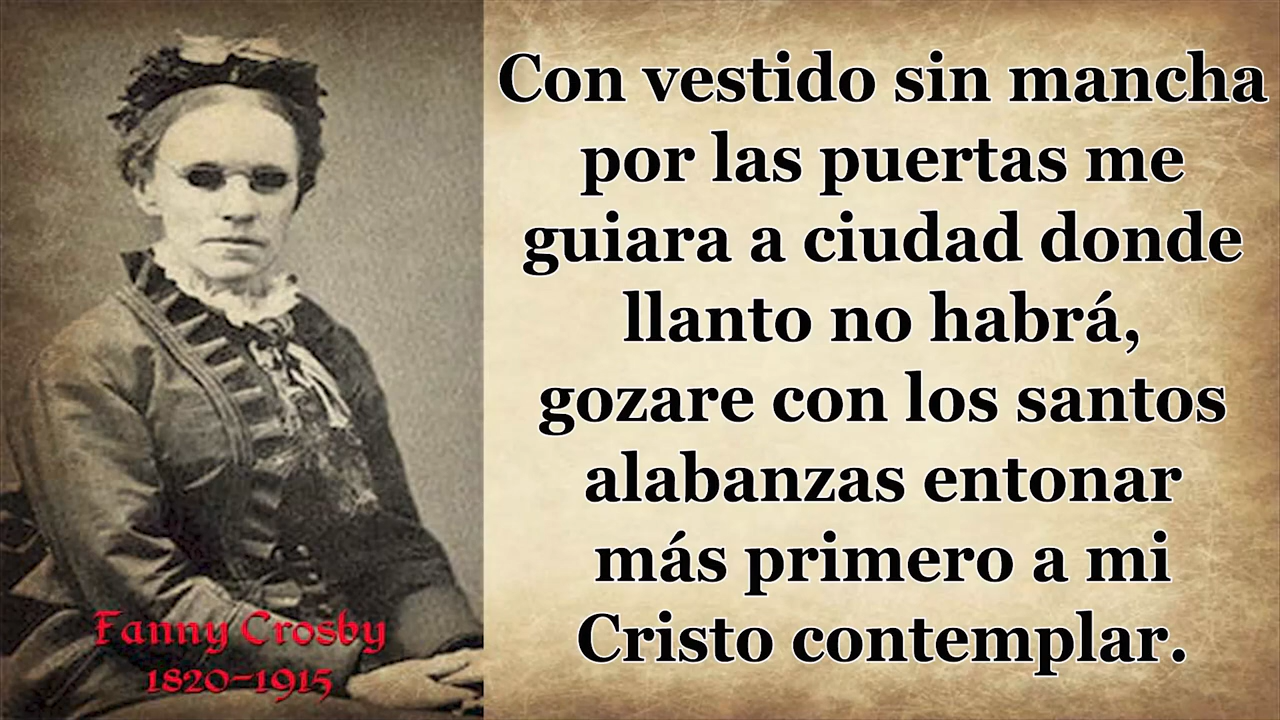 Con vestido sin mancha
por las puertas me
guiara a ciudad donde
llanto no habrá,
gozare con los santos
alabanzas entonar
más primero a mi
Cristo contemplar.
Fanny Crosby
1820-1915